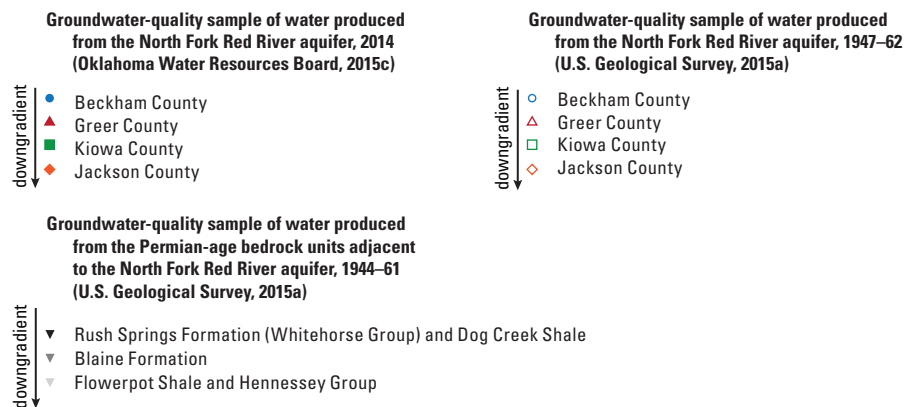 Groundwater-quality sample of water produced
from the North Fork Red River aquifer, 2014
(Oklahoma Water Resources Board, 2015c)
downgradient
Beckham County
Greer County
Kiowa County
Jackson County
Groundwater-quality sample of water produced
from the North Fork Red River aquifer, 1947–62
(U.S. Geological Survey, 2015a)
downgradient
Beckham County
Greer County
Kiowa County
Jackson County
Groundwater-quality sample of water produced
from the Permian-age bedrock units adjacent
to the North Fork Red River aquifer, 1944–61
(U.S. Geological Survey, 2015a)
downgradient
Rush Springs Formation (Whitehorse Group) and Dog Creek Shale
Blaine Formation
Flowerpot Shale and Hennessey Group